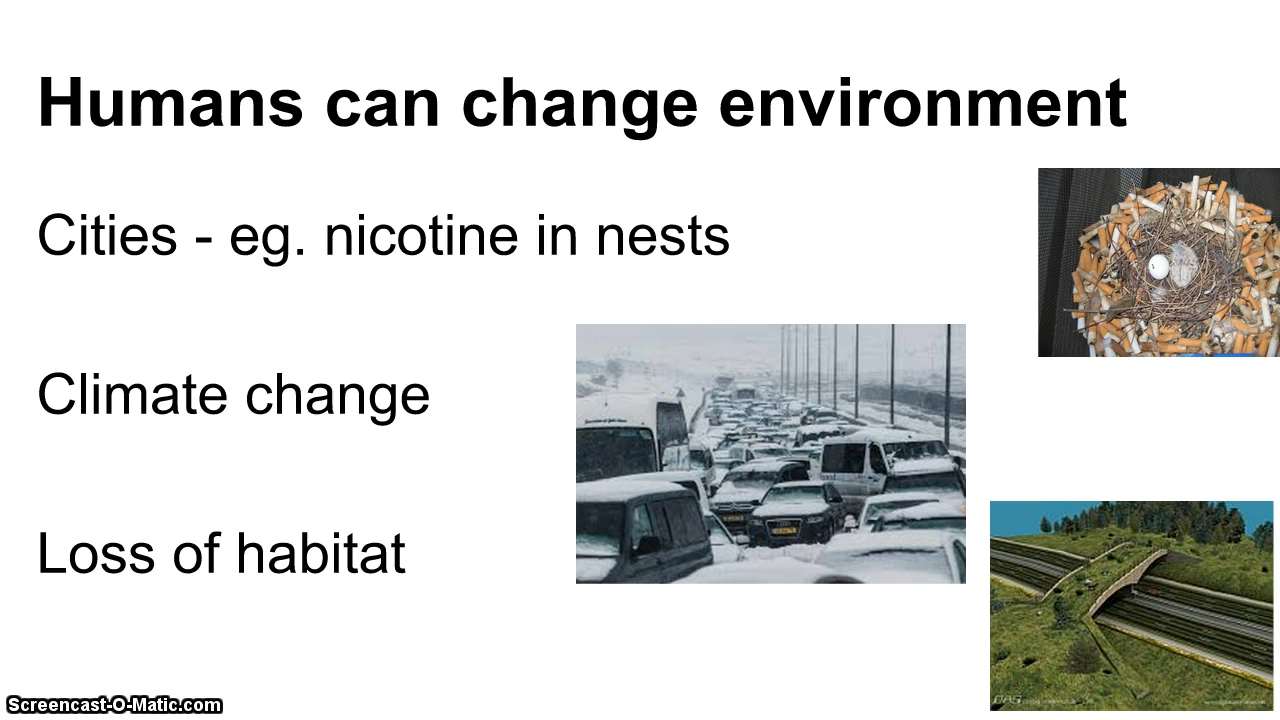 Humans can change environment
Cities - eg. nicotine in nests
Climate change
Loss of habitat
Screencast-O-Matic.com